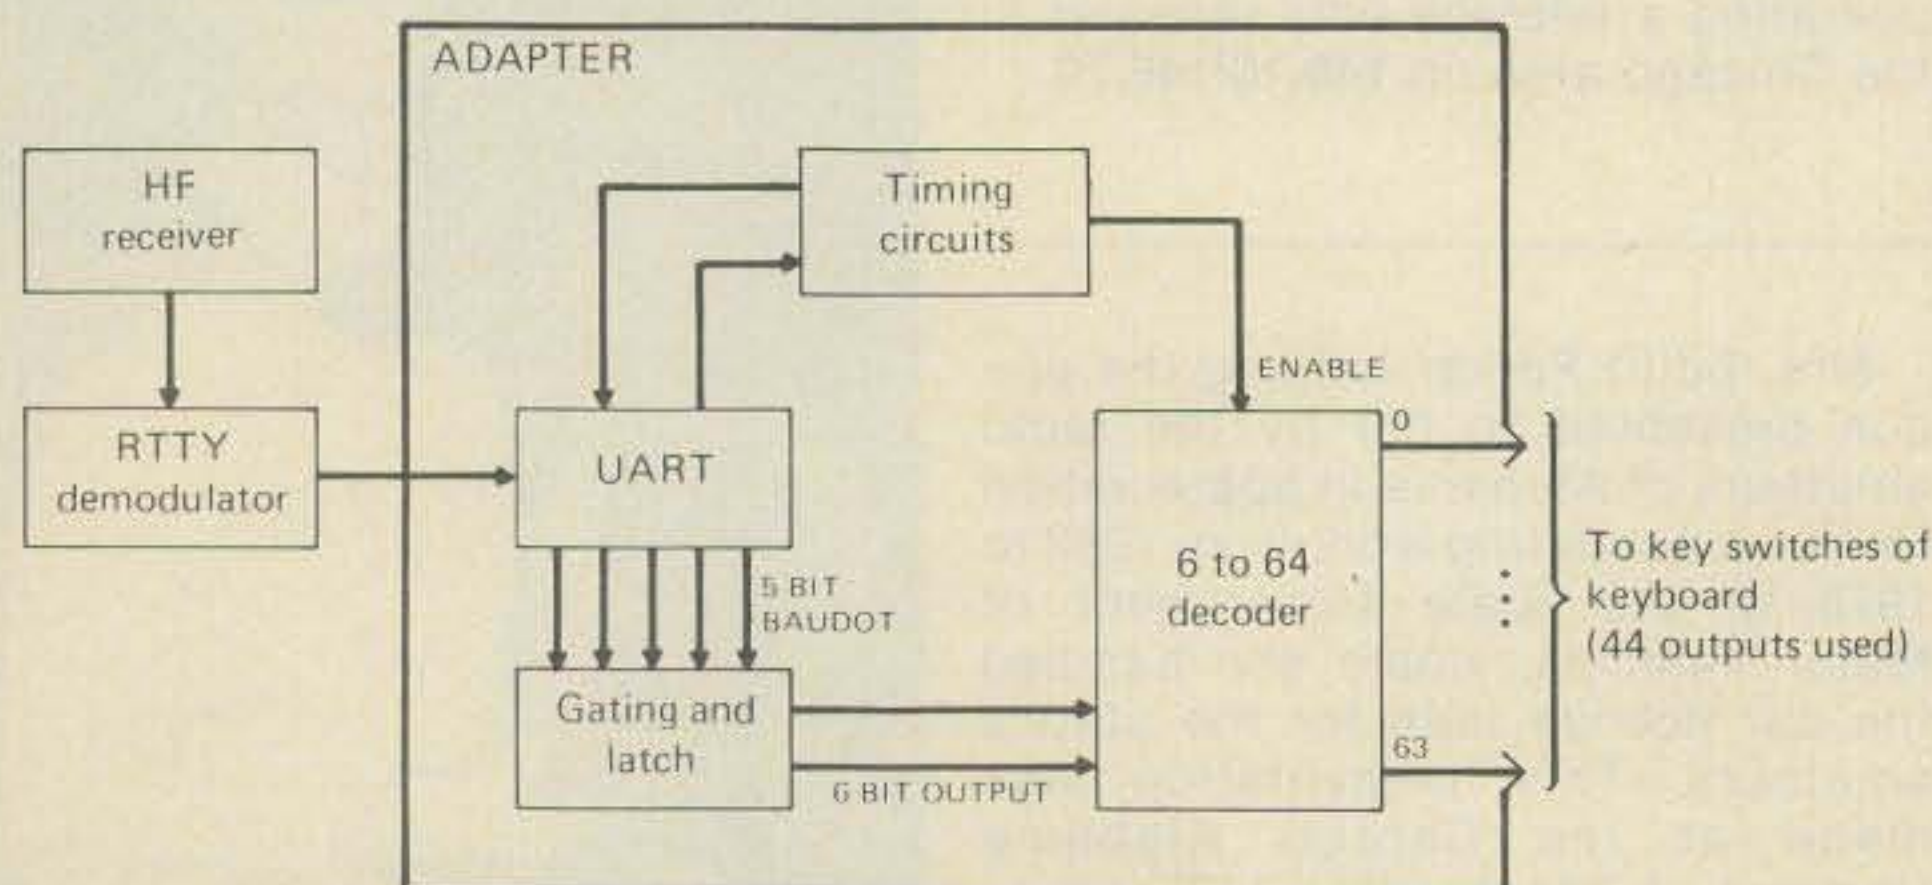 ADAPTER
HF
receiver
Timing
circuits
ENABLE
RTTY
demodulator
UART
0
5 BIT
BAUDOT
6 to 64
decoder
To key switches of
keyboard
(44 outputs used)
Gating and
latch
63
6 BIT OUTPUT